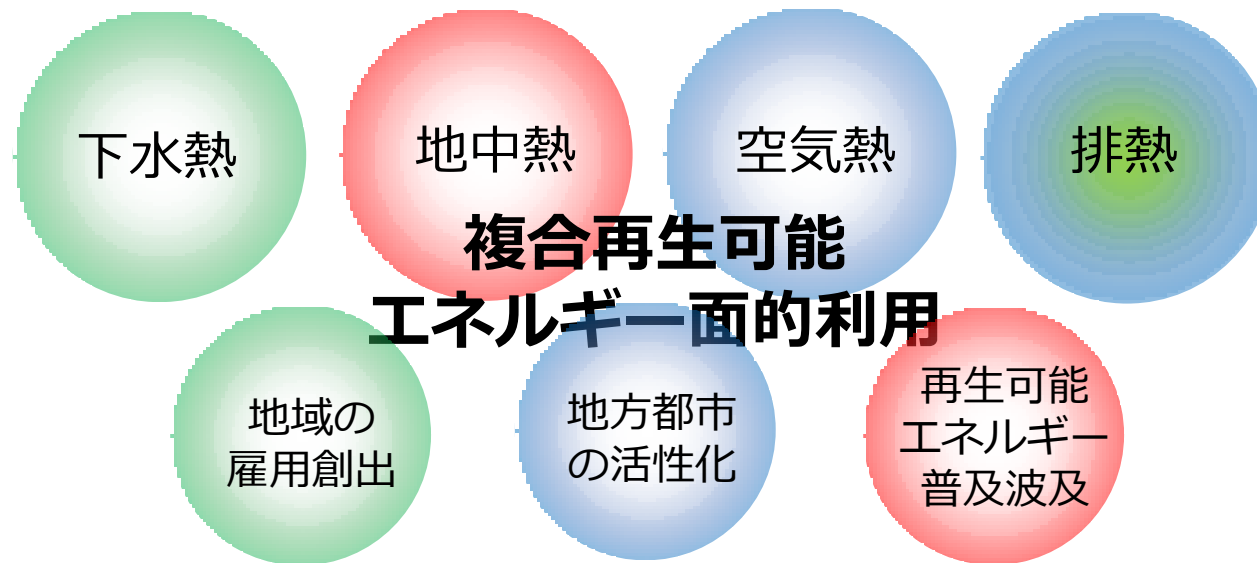 下水熱
地中熱
空気熱
排熱
複合再生可能
エネルギー面的利用
地域の
雇用創出
地方都市
の活性化
再生可能
エネルギー
普及波及